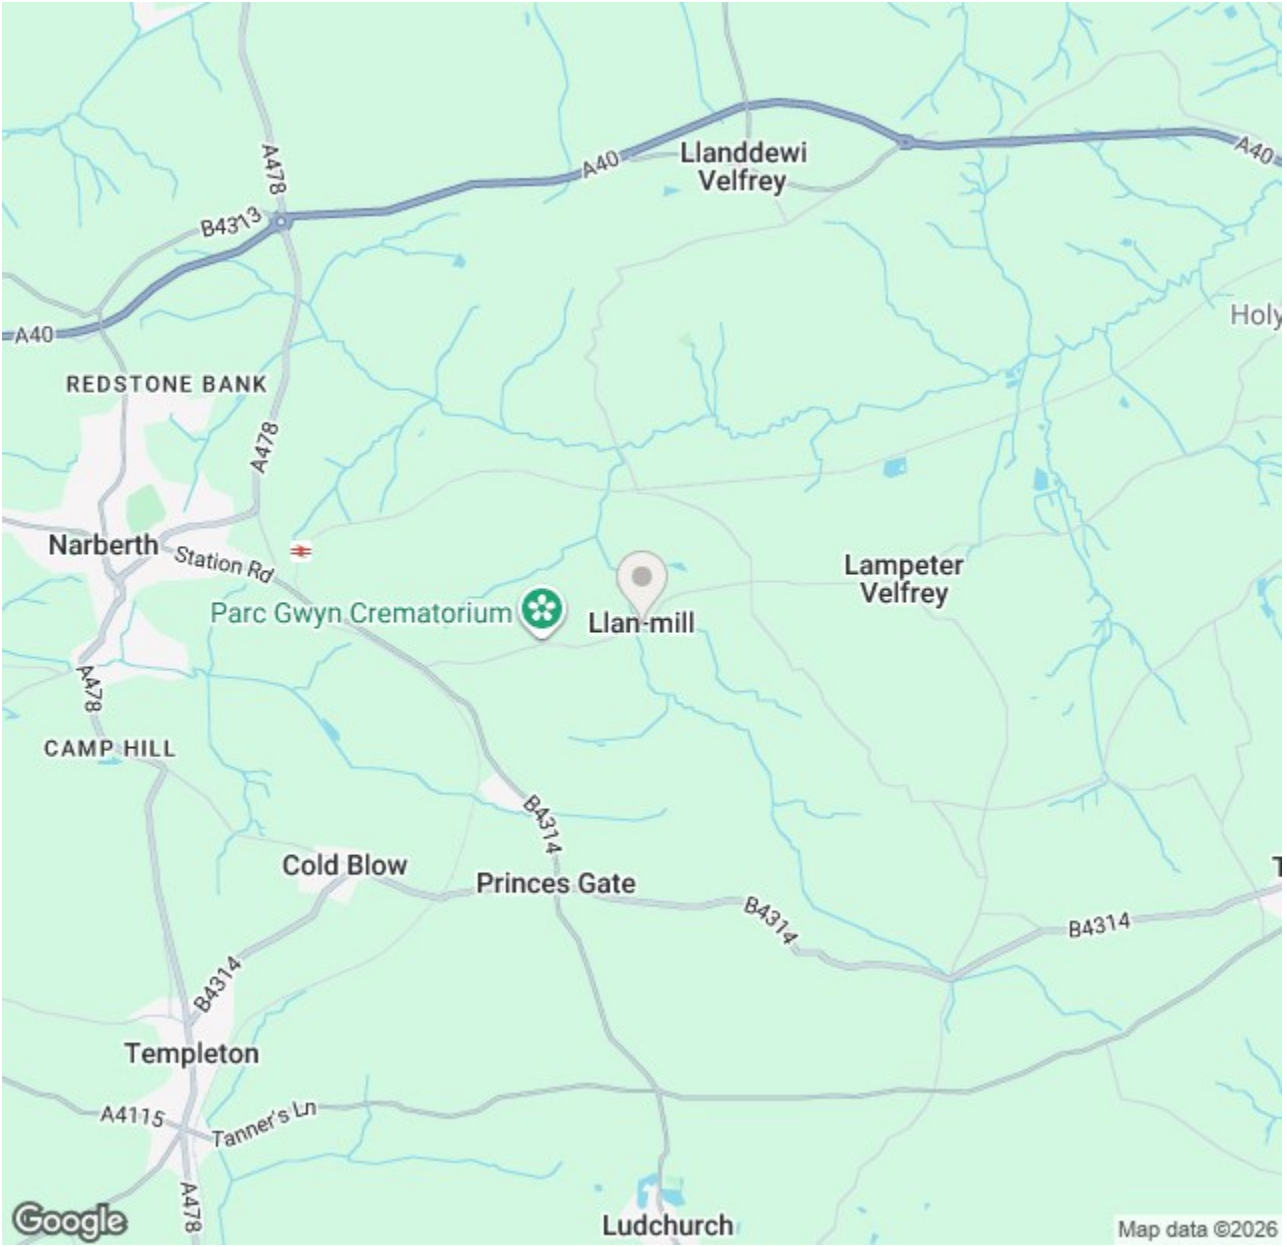 A40
Llanddewi
Velfrey
A40
A478
B4313
A40
Holy
REDSTONE BANK
A478
Narberth
Station Rd
Lampeter
Velfrey
Parc Gwyn Crematorium
Llan-mill
A478
CAMP HILL
B4314
Cold Blow
Princes Gate
T
B4314
B4314
B4314
Templeton
A4115
Tanner's Ln
A478
Ludchurch
Google
Map data ©2026